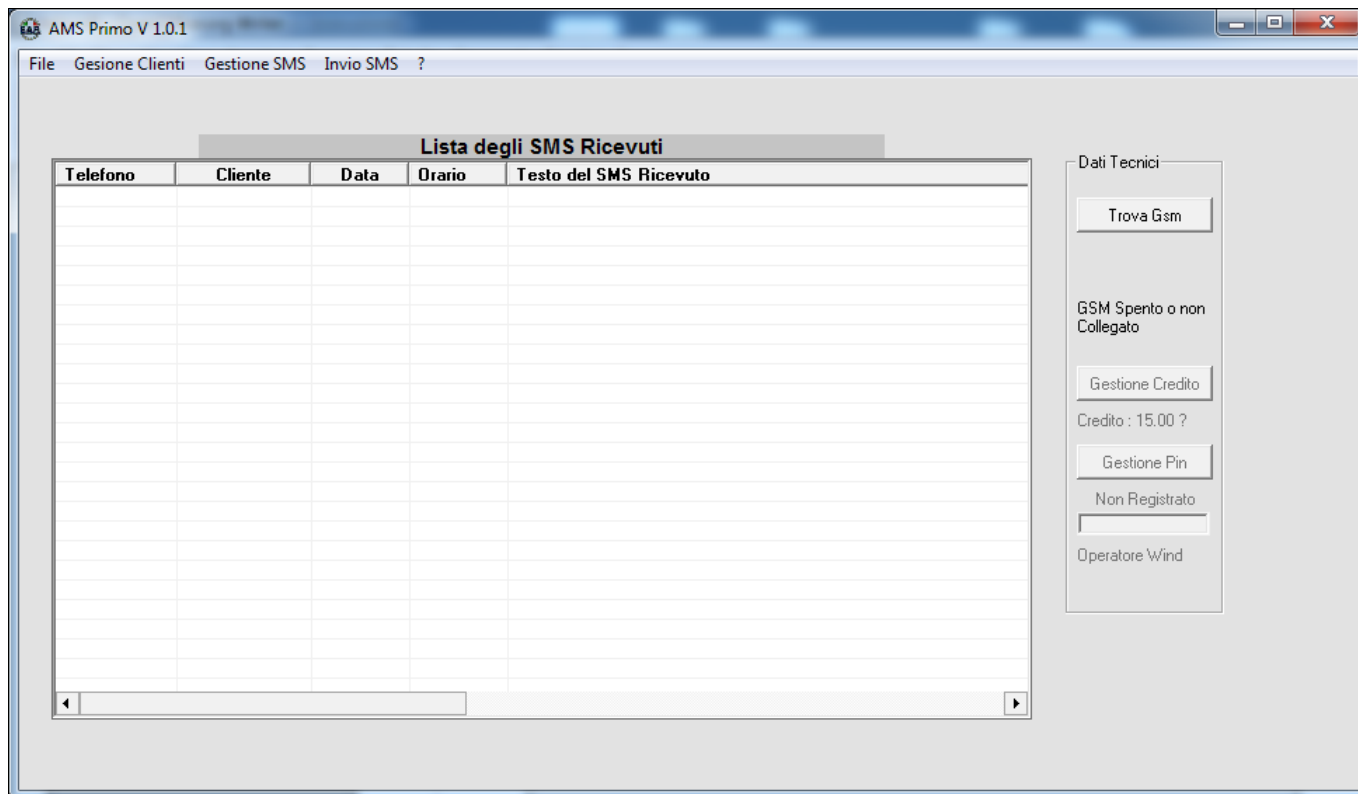 AMS Primo V 1.0.1
File Gesione Clienti Gestione SMS Invio SMS ?
Lista degli SMS Ricevuti
Telefono Cliente Data Orario Testo del SMS Ricevuto
Dati Tecnici
Trova Gsm
GSM Spento o non
Collegato
Gestione Credito
Credito : 15.00 ?
Gestione Pin
Non Registrato
Operatore Wind